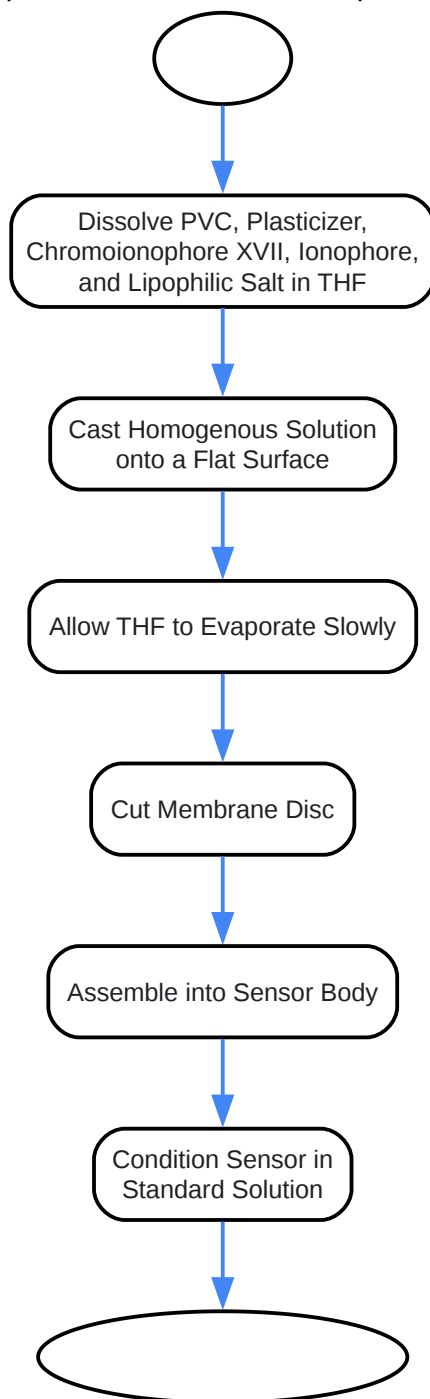 Dissolve PVC, Plasticizer,
Chromoionophore XVII, Ionophore,
and Lipophilic Salt in THF
Cast Homogenous Solution
onto a Flat Surface
Allow THF to Evaporate Slowly
Cut Membrane Disc
Assemble into Sensor Body
Condition Sensor in
Standard Solution